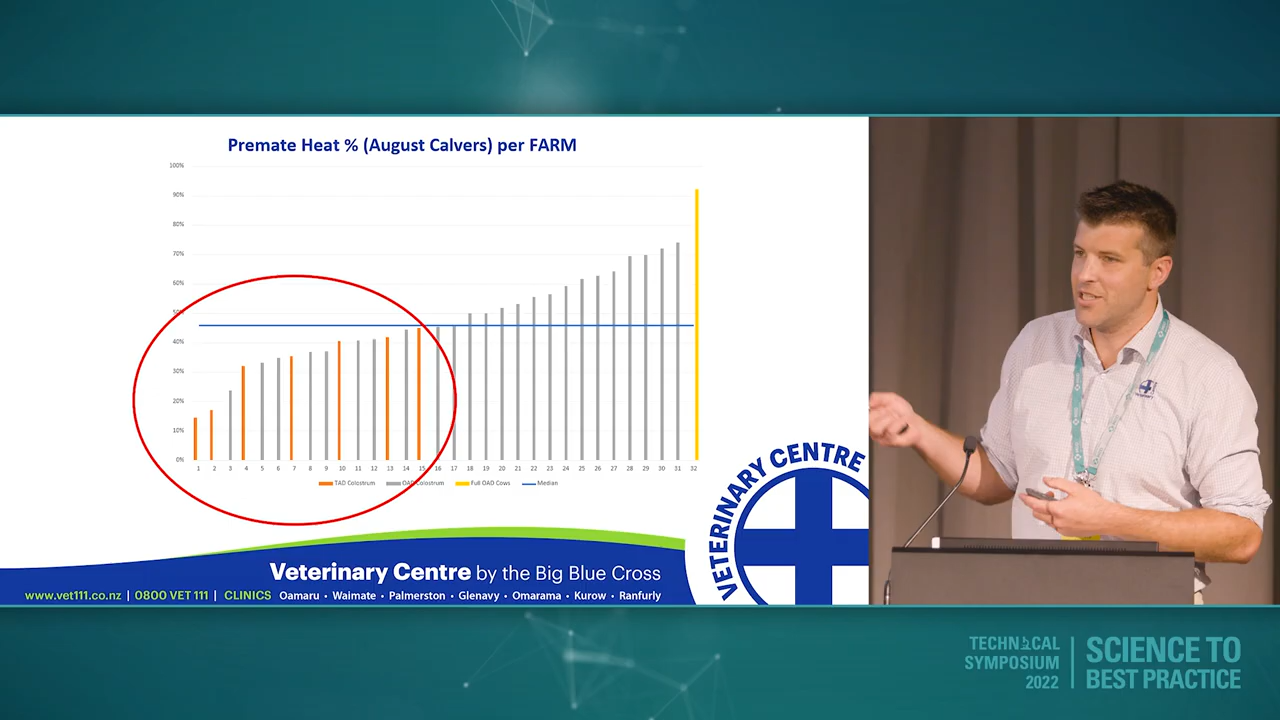 Premate Heat % (August Calvers) per FARM
100%
90%
80%
70%
60%
50%
40%
30%
20%
10%
0%
1 2 3 4 5 6 7 8 9 10 11 12 13 14 15 16 17 18 19 20 21 22 23 24 25 26 27 28 29 30 31 32
TAD Colostrum OAD Colostrum Full OAD Cows Median
VETERINARY CENTRE
Veterinary Centre by the Big Blue Cross
www.vet111.co.nz | 0800 VET 111 | CLINICS Oamaru • Waimate • Palmerston • Glenavy • Omarama • Kurow • Ranfurly
TECHNICAL
SYMPOSIUM
2022
SCIENCE TO
BEST PRACTICE